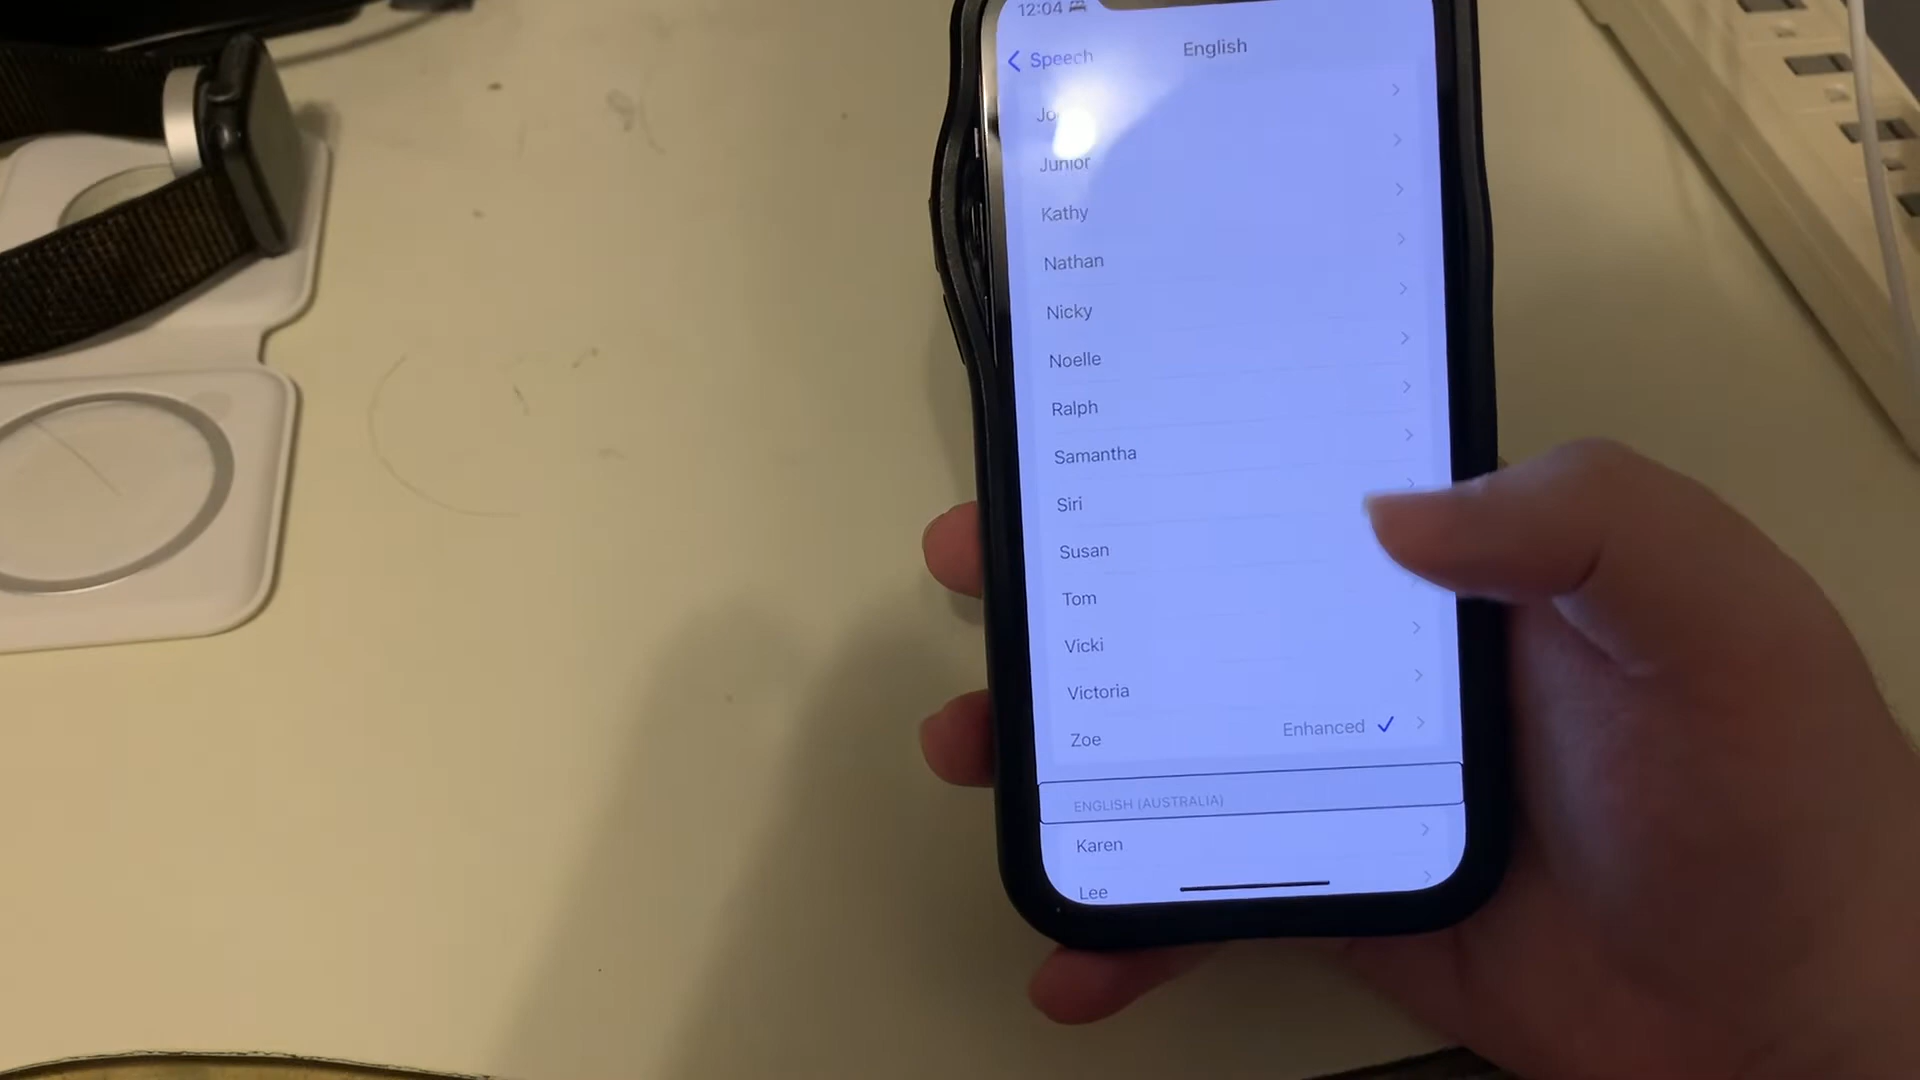 12:04
Speech
English
Jo
Junior
Kathy
Nathan
Nicky
Noelle
Ralph
Samantha
Siri
Susan
Tom
Vicki
Victoria
Zoe Enhanced
ENGLISH (AUSTRALIA)
Karen
Lee